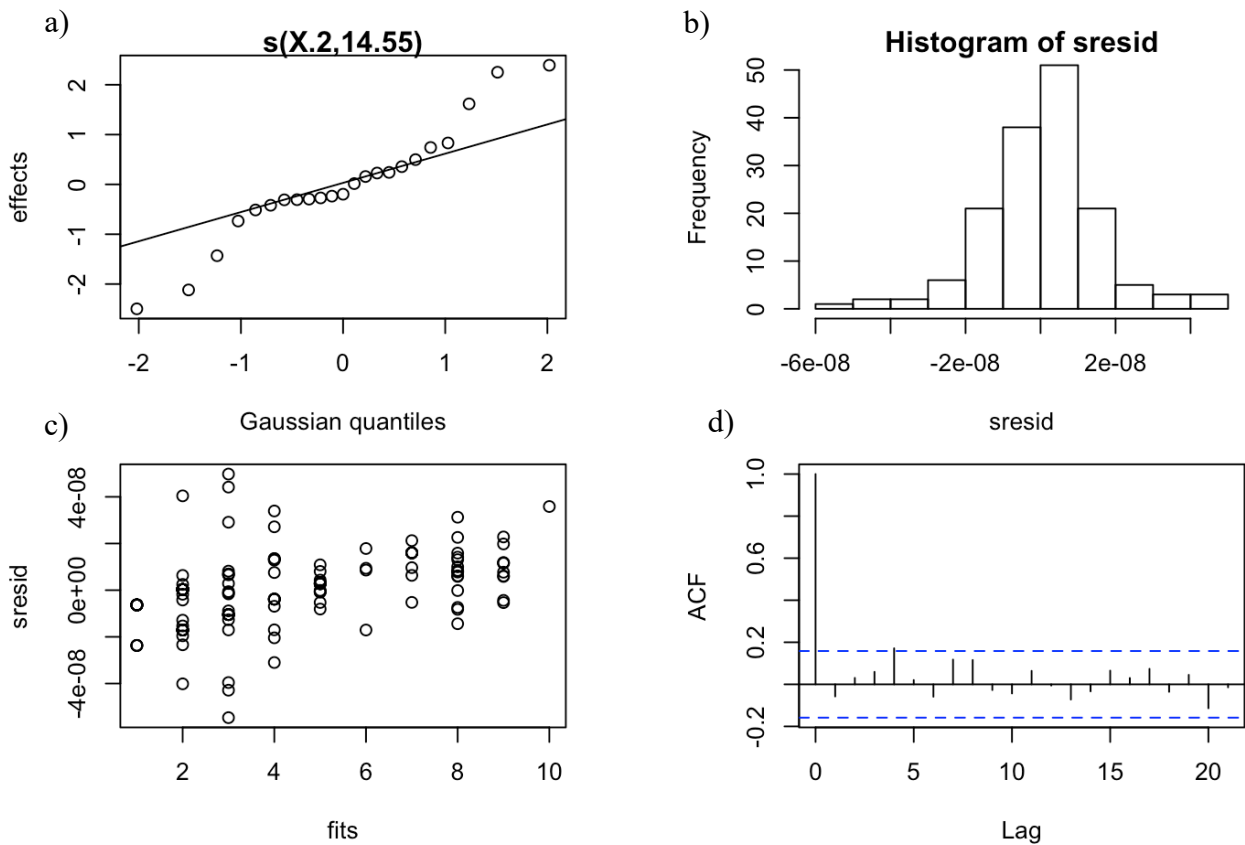 a)
s(X.2,14.55)
effects
2
1
0
-1
-2
-2 -1 0 1 2
Gaussian quantiles
b)
Histogram of sresid
Frequency
50
40
30
20
10
0
-6e-08 -2e-08 2e-08
sresid
c)
sresid
4e-08
0e+00
-4e-08
2 4 6 8 10
fits
d)
ACF
1.0
0.6
0.2
-0.2
0 5 10 15 20
Lag